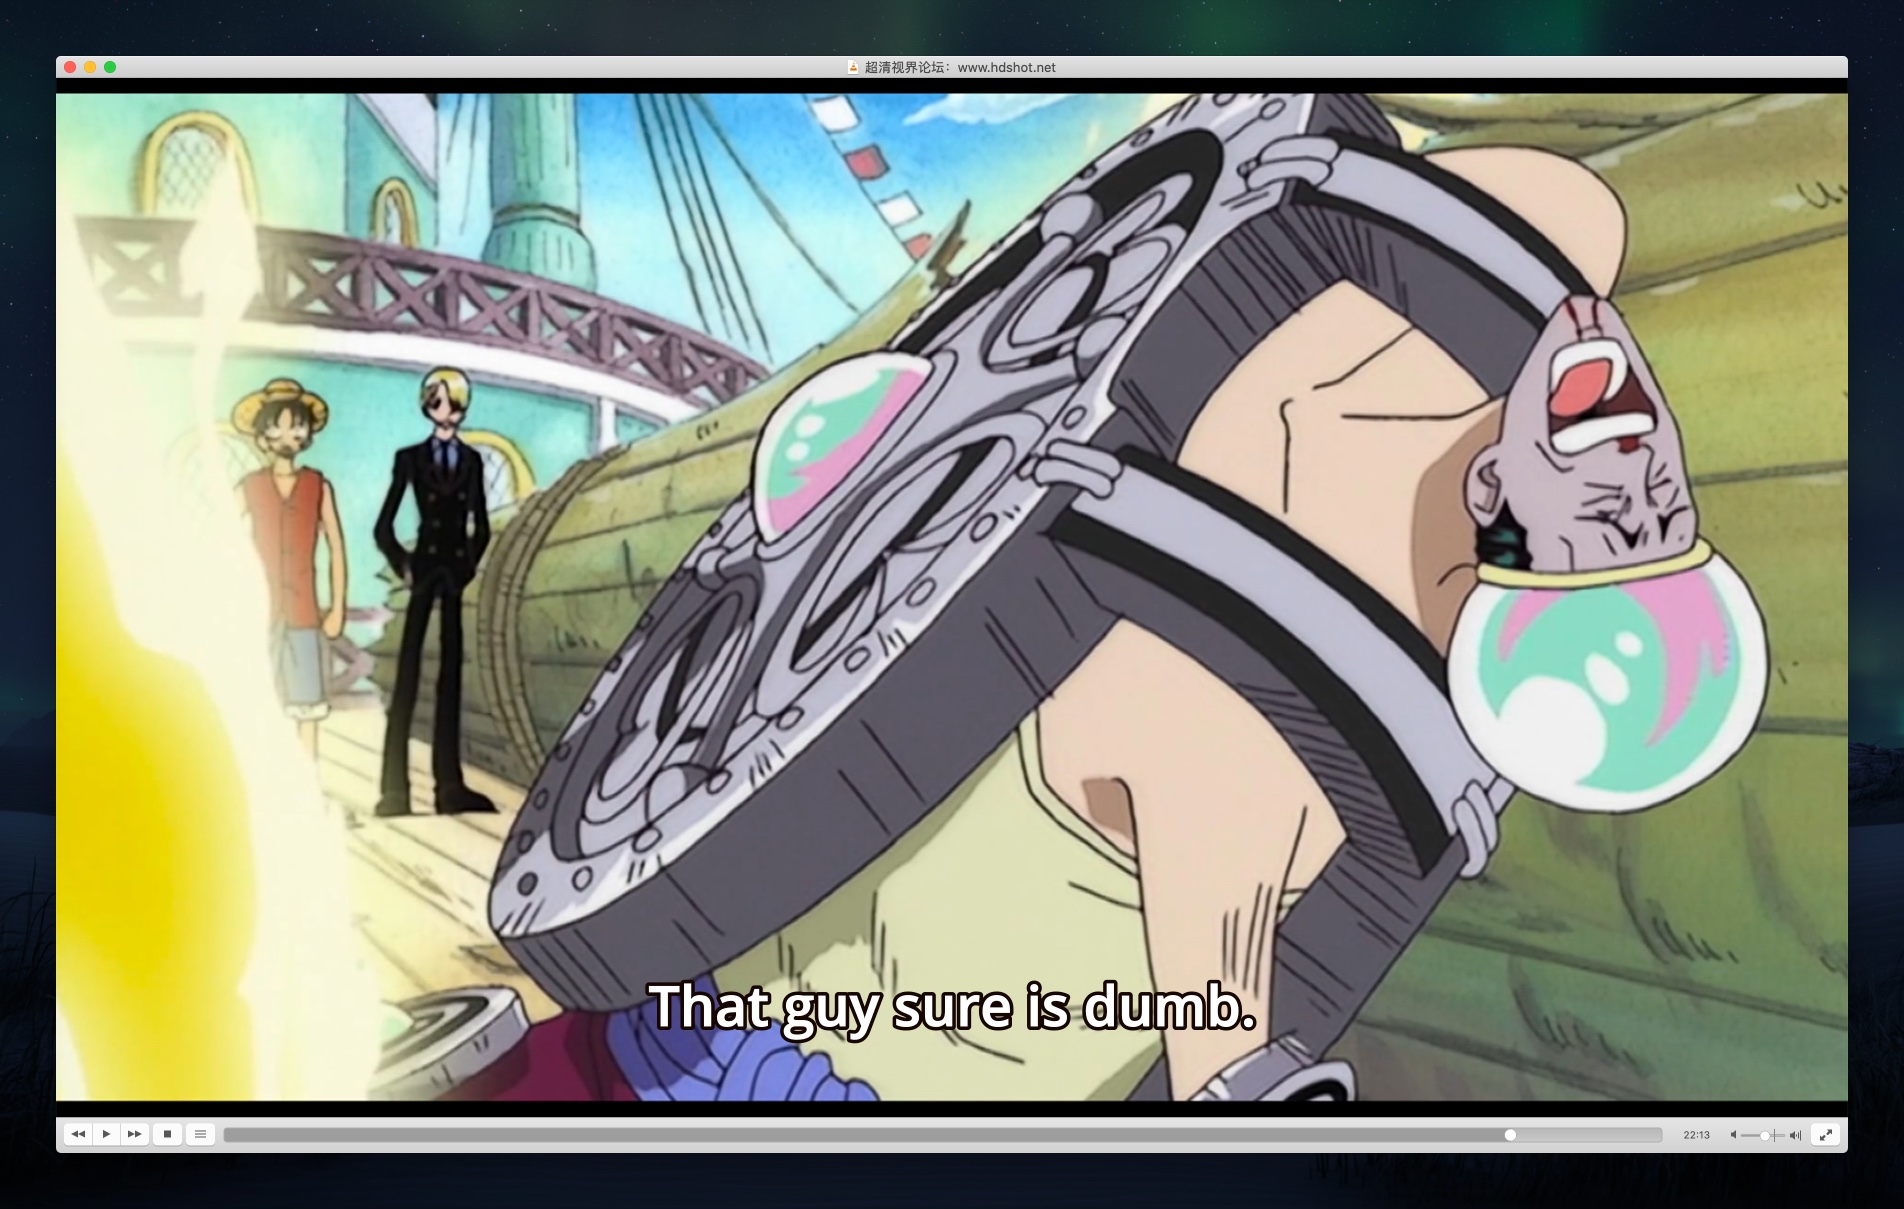 超清视界论坛：www.hdshot.net
That guy sure is dumb.
22:13